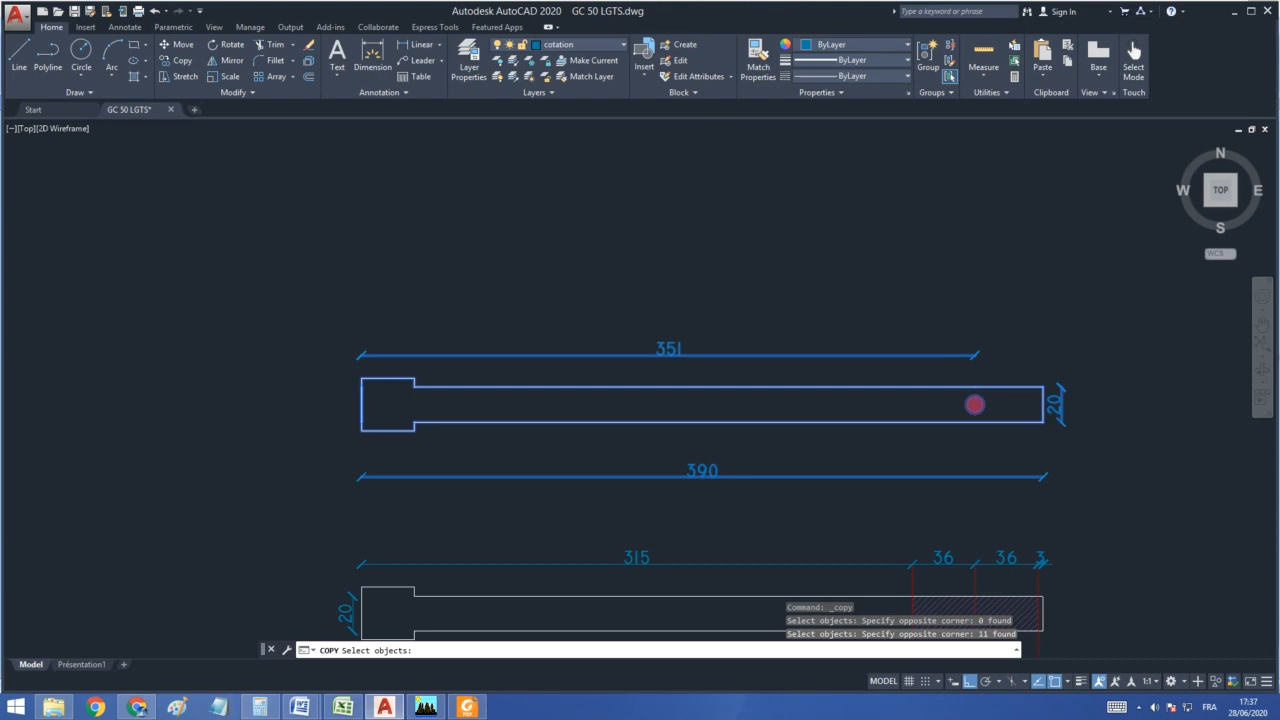 Autodesk AutoCAD 2020 GC 50 LGTS.dwg
Type a keyword or phrase
Sign In
Home Insert Annotate Parametric View Manage Output Add-ins Collaborate Express Tools Featured Apps
Line Polyline Circle Arc
Move Rotate Trim
Copy Mirror Fillet
Stretch Scale Array
Text Dimension
Linear
Leader
Table
Layer Properties
cotation
Make Current
Match Layer
Insert
Create
Edit
Edit Attributes
Match Properties
ByLayer
ByLayer
ByLayer
Group
Measure
Paste
Base
Select Mode
Draw Modify Annotation Layers Block Properties Groups Utilities Clipboard View Touch
Start GC 50 LGTS*
[−][Top][2D Wireframe]
N
W TOP E
S
WCS
351
20
390
315 36 36 3
20
Command: _copy
Select objects: Specify opposite corner: 0 found
Select objects: Specify opposite corner: 11 found
COPY Select objects:
Model Présentation1
MODEL 1:1
FRA
17:37
28/06/2020